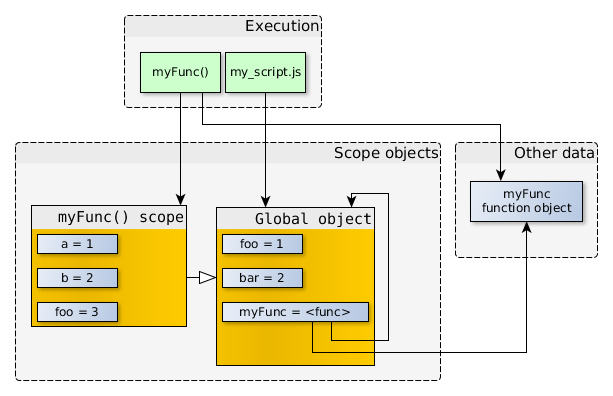 Execution
myFunc()
my_script.js
Scope objects
Other data
myFunc
function object
myFunc() scope
a = 1
b = 2
foo = 3
Global object
foo = 1
bar = 2
myFunc = <func>